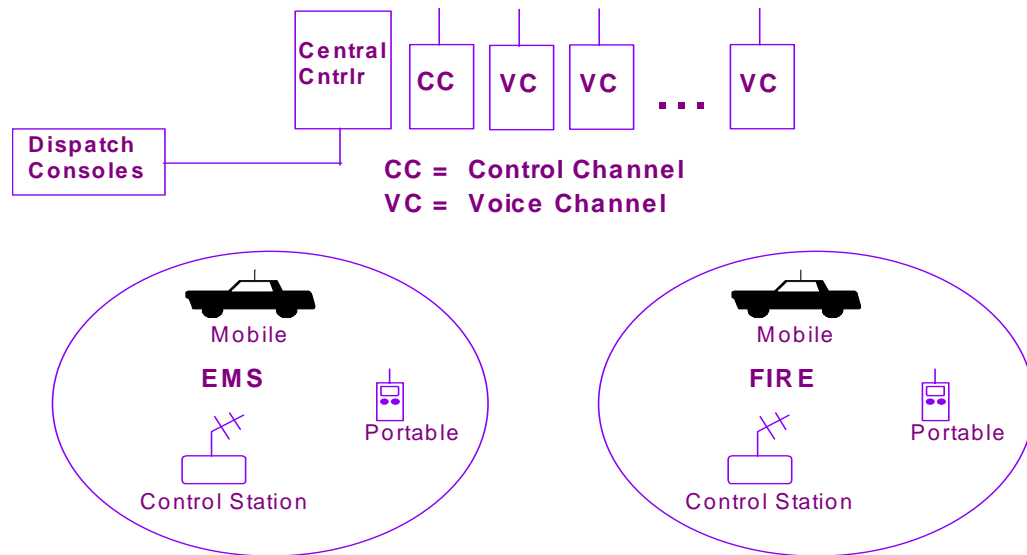 Central
Cntrlr
CC
VC
VC
...
VC
Dispatch
Consoles
CC = Control Channel
VC = Voice Channel
Mobile
EMS
Portable
Control Station
Mobile
FIRE
Portable
Control Station